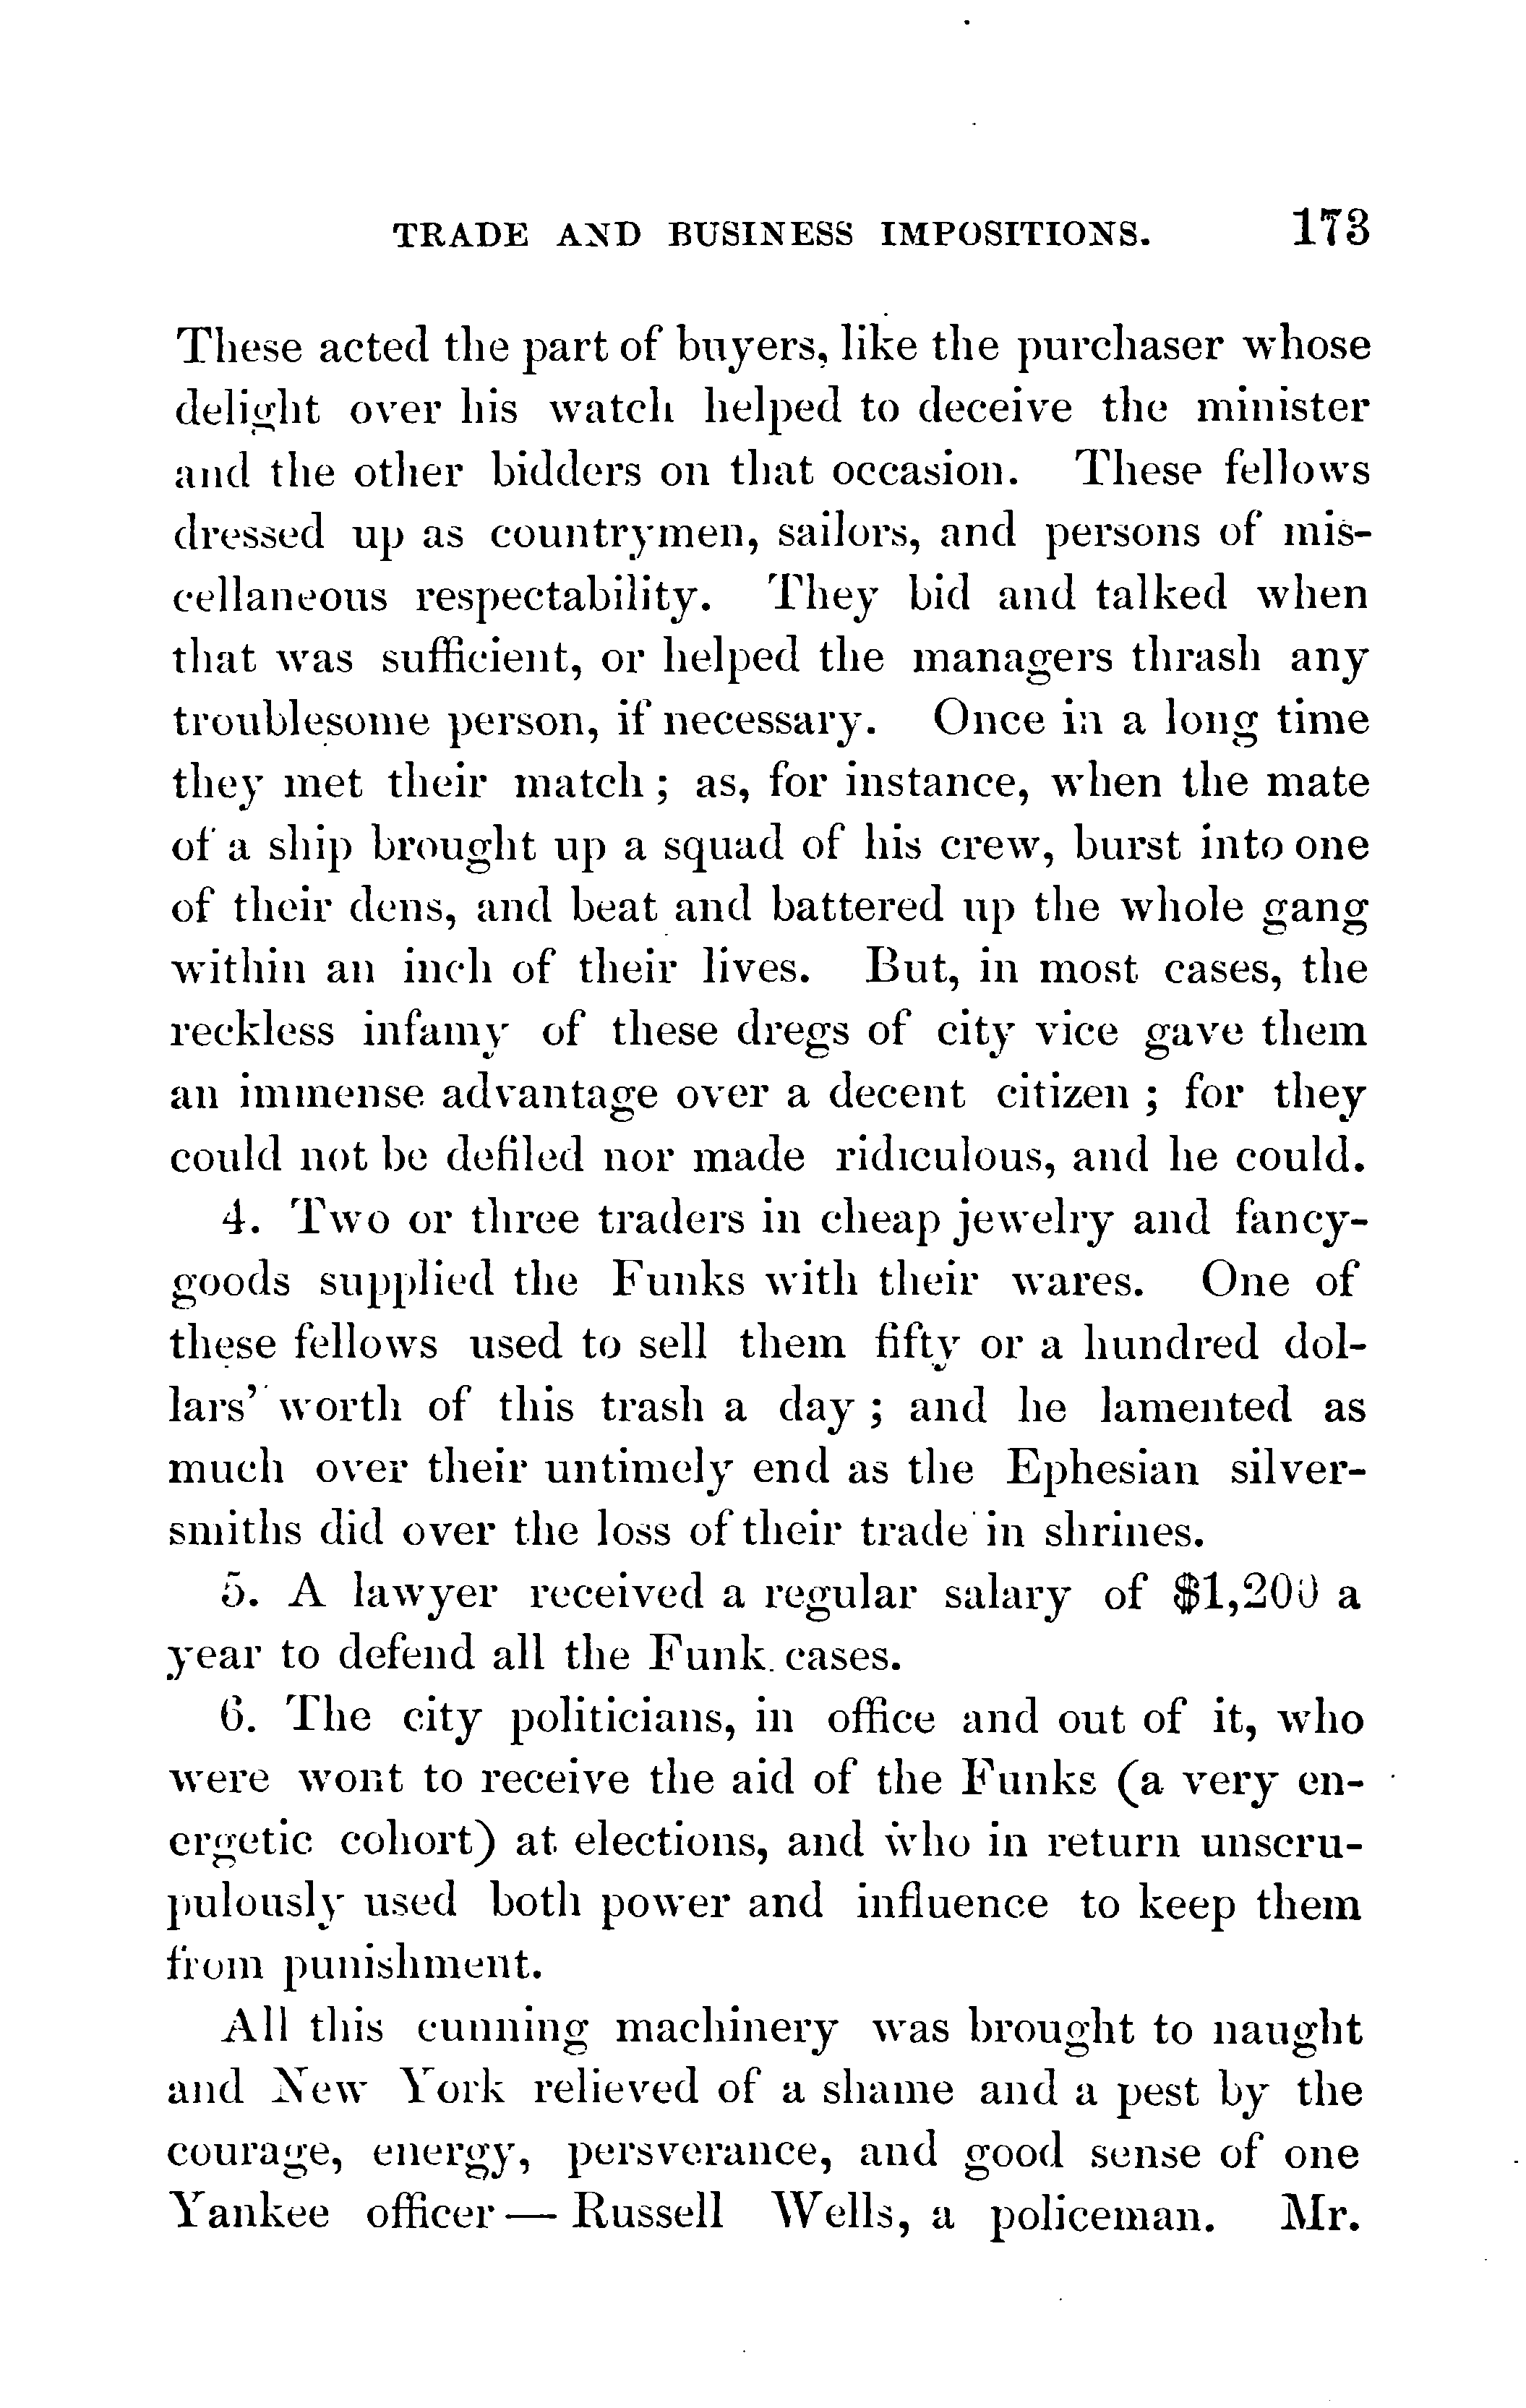 TRADE AND BUSINESS IMPOSITIONS. 173
These acted the part of buyers, like the purchaser whose
delight over his watch helped to deceive the minister
and the other bidders on that occasion. These fellows
dressed up as countrymen, sailors, and persons of mis-
cellaneous respectability. They bid and talked when
that was sufficient, or helped the managers thrash any
troublesome person, if necessary. Once in a long time
they met their match; as, for instance, when the mate
of a ship brought up a squad of his crew, burst into one
of their dens, and beat and battered up the whole gang
within an inch of their lives. But, in most cases, the
reckless infamy of these dregs of city vice gave them
an immense advantage over a decent citizen; for they
could not be defiled nor made ridiculous, and he could.
4. Two or three traders in cheap jewelry and fancy-
goods supplied the Funks with their wares. One of
these fellows used to sell them fifty or a hundred dol-
lars' worth of this trash a day; and he lamented as
much over their untimely end as the Ephesian silver-
smiths did over the loss of their trade in shrines.
5. A lawyer received a regular salary of $1,200 a
year to defend all the Funk cases.
6. The city politicians, in office and out of it, who
were wont to receive the aid of the Funks (a very en-
ergetic cohort) at elections, and who in return unscru-
pulously used both power and influence to keep them
from punishment.
All this cunning machinery was brought to naught
and New York relieved of a shame and a pest by the
courage, energy, persverance, and good sense of one
Yankee officer — Russell Wells, a policeman. Mr.